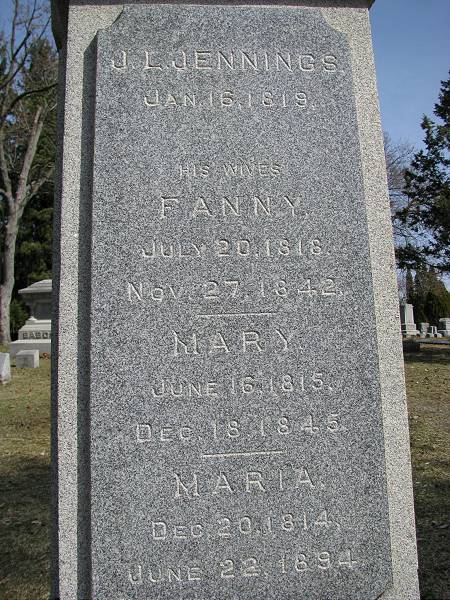 J. L. JENNINGS.
JAN. 16, 1819.
HIS WIVES
FANNY.
JULY 20, 1818.
NOV. 27, 1842.
MARY
JUNE 16, 1815.
DEC. 18, 1845.
MARIA.
DEC. 20, 1814,
JUNE 22, 1894